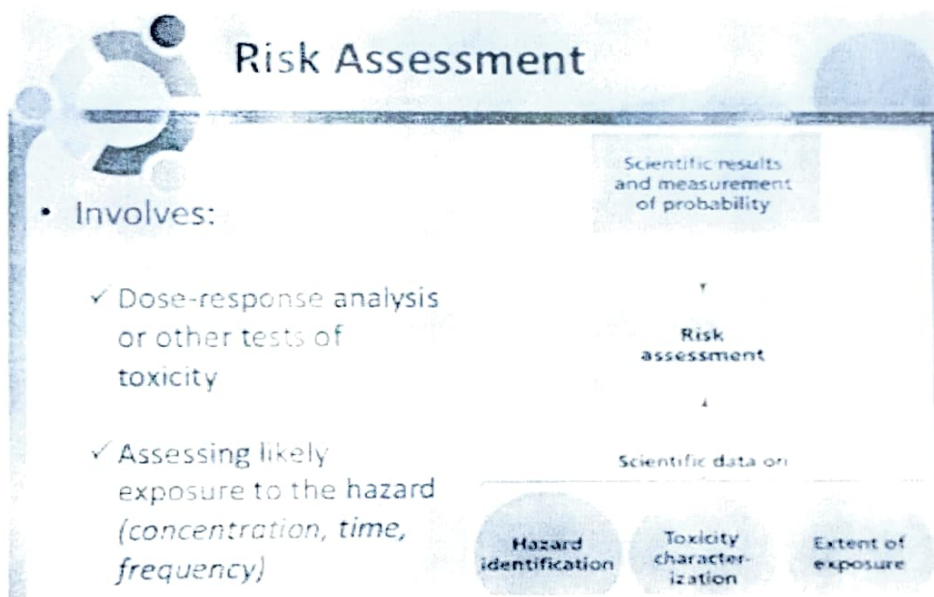 Risk Assessment
• Involves:
✓ Dose-response analysis
or other tests of
toxicity
✓ Assessing likely
exposure to the hazard
(concentration, time,
frequency)
Scientific results
and measurement
of probability
Risk
assessment
Scientific data on
Hazard
identification
Toxicity
character-
ization
Extent of
exposure